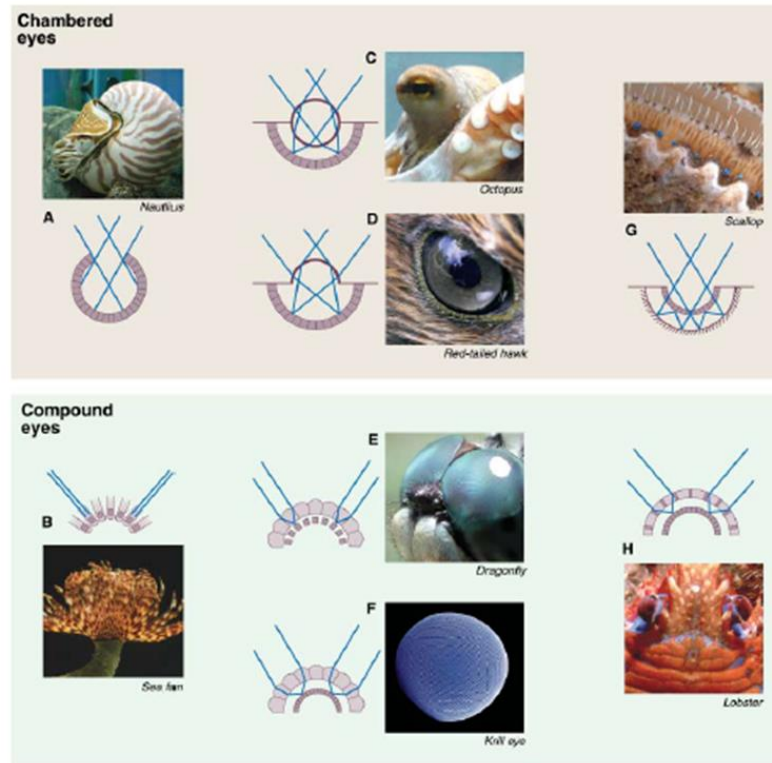 Chambered
eyes
C
Nautilus
Octopus
Scallop
A
D
G
Red-tailed hawk
Compound
eyes
E
B
Dragonfly
H
F
Sea fan
Lobster
Krill eye